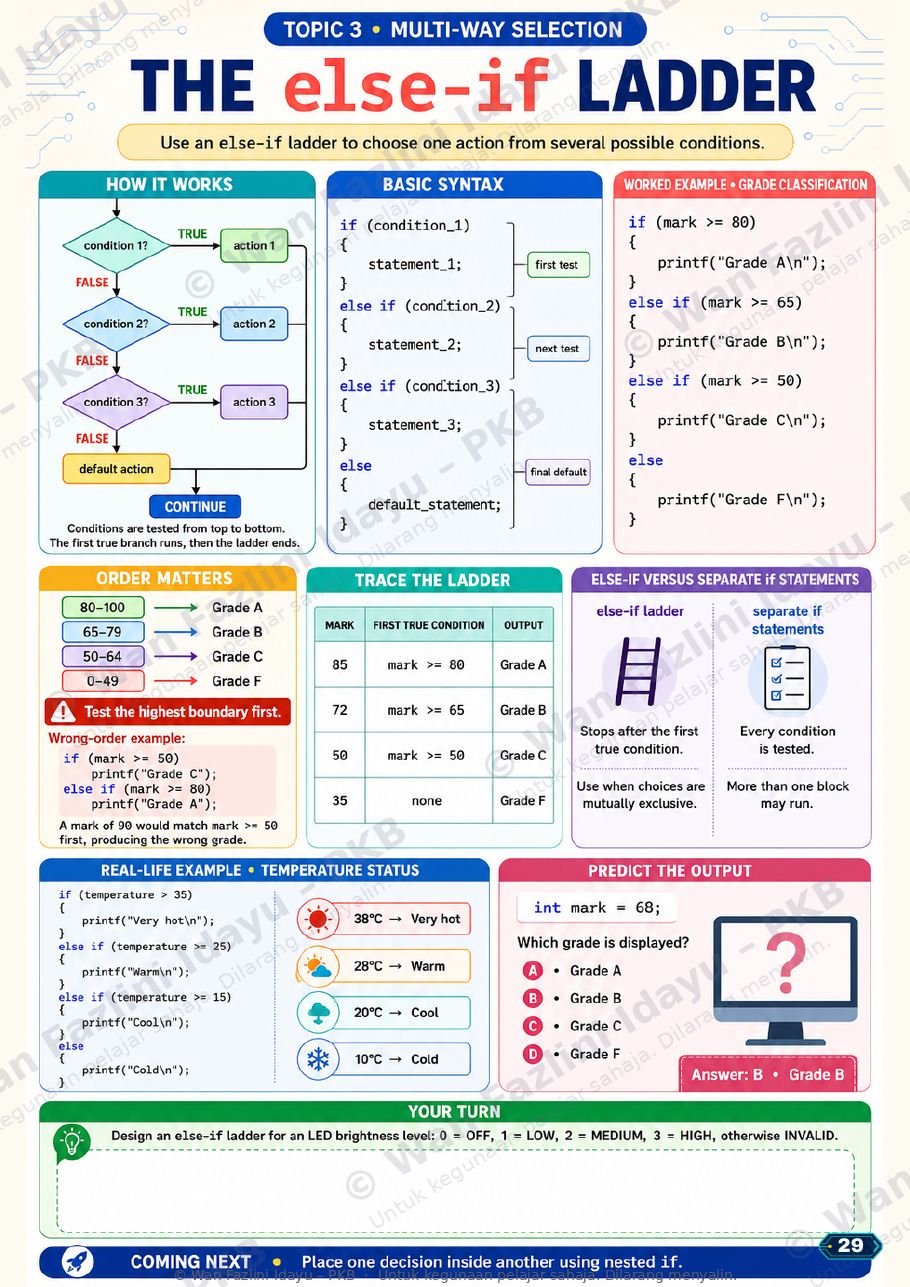 TOPIC 3 • MULTI-WAY SELECTION
THE else-if LADDER
Use an else-if ladder to choose one action from several possible conditions.
HOW IT WORKS
condition 1?
TRUE
action 1
FALSE
condition 2?
TRUE
action 2
FALSE
condition 3?
TRUE
action 3
FALSE
default action
CONTINUE
Conditions are tested from top to bottom.
The first true branch runs, then the ladder ends.
BASIC SYNTAX
if (condition_1)
{
statement_1;
}
else if (condition_2)
{
statement_2;
}
else if (condition_3)
{
statement_3;
}
else
{
default_statement;
}
first test
next test
final default
WORKED EXAMPLE • GRADE CLASSIFICATION
if (mark >= 80)
{
printf("Grade A\n");
}
else if (mark >= 65)
{
printf("Grade B\n");
}
else if (mark >= 50)
{
printf("Grade C\n");
}
else
{
printf("Grade F\n");
}
ORDER MATTERS
80–100 → Grade A
65–79 → Grade B
50–64 → Grade C
0–49 → Grade F
Test the highest boundary first.
Wrong-order example:
if (mark >= 50)
printf("Grade C");
else if (mark >= 80)
printf("Grade A");
A mark of 90 would match mark >= 50
first, producing the wrong grade.
TRACE THE LADDER
MARK FIRST TRUE CONDITION OUTPUT
85 mark >= 80 Grade A
72 mark >= 65 Grade B
50 mark >= 50 Grade C
35 none Grade F
ELSE-IF VERSUS SEPARATE if STATEMENTS
else-if ladder
Stops after the first
true condition.
Use when choices are
mutually exclusive.
separate if
statements
Every condition
is tested.
More than one block
may run.
REAL-LIFE EXAMPLE • TEMPERATURE STATUS
if (temperature > 35)
{
printf("Very hot\n");
}
else if (temperature >= 25)
{
printf("Warm\n");
}
else if (temperature >= 15)
{
printf("Cool\n");
}
else
{
printf("Cold\n");
}
38°C → Very hot
28°C → Warm
20°C → Cool
10°C → Cold
PREDICT THE OUTPUT
int mark = 68;
Which grade is displayed?
A • Grade A
B • Grade B
C • Grade C
D • Grade F
?
Answer: B • Grade B
YOUR TURN
Design an else-if ladder for an LED brightness level: 0 = OFF, 1 = LOW, 2 = MEDIUM, 3 = HIGH, otherwise INVALID.
29
COMING NEXT • Place one decision inside another using nested if.
© Wan Fazlini Idayu - PKB · Untuk kegunaan pelajar sahaja. Dilarang menyalin.
© Wan Fazlini Idayu - PKB
Untuk kegunaan pelajar sahaja. Dilarang menyalin.